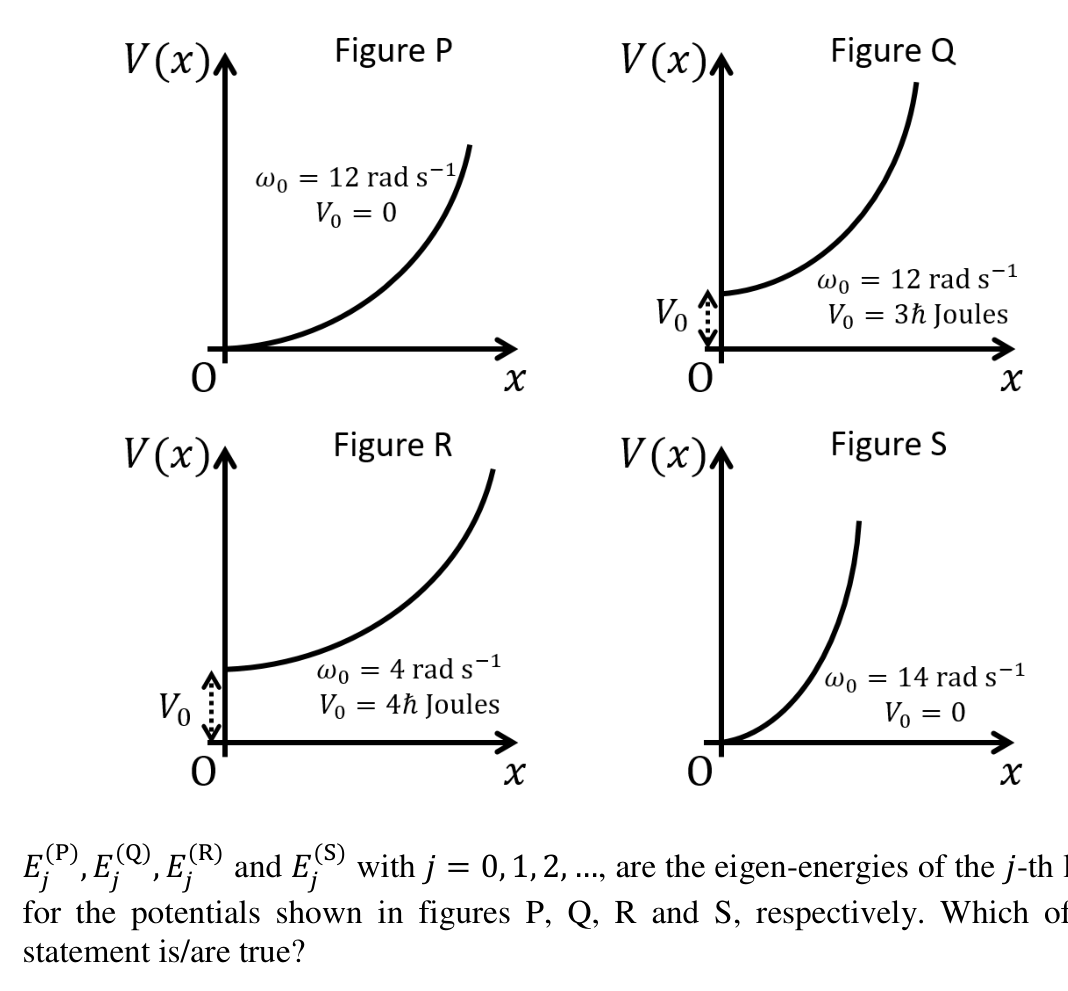 Figure P
V(x)
ω₀ = 12 rad s⁻¹
V₀ = 0
O
x
Figure Q
V(x)
ω₀ = 12 rad s⁻¹
V₀ = 3ℏ Joules
V₀
O
x
Figure R
V(x)
ω₀ = 4 rad s⁻¹
V₀ = 4ℏ Joules
V₀
O
x
Figure S
V(x)
ω₀ = 14 rad s⁻¹
V₀ = 0
O
x
E_j^(P), E_j^(Q), E_j^(R) and E_j^(S) with j = 0, 1, 2, …, are the eigen-energies of the j-th
for the potentials shown in figures P, Q, R and S, respectively. Which of
statement is/are true?